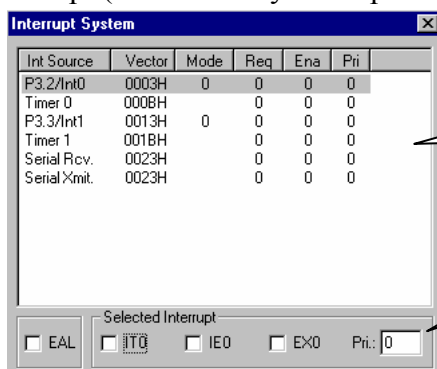 Interrupt System
Int Source Vector Mode Req Ena Pri
P3.2/Int0 0003H 0 0 0 0
Timer 0 000BH 0 0 0
P3.3/Int1 0013H 0 0 0 0
Timer 1 001BH 0 0 0
Serial Rcv. 0023H 0 0 0
Serial Xmit. 0023H 0 0 0
Selected Interrupt
EAL IT0 IE0 EX0 Pri.: 0